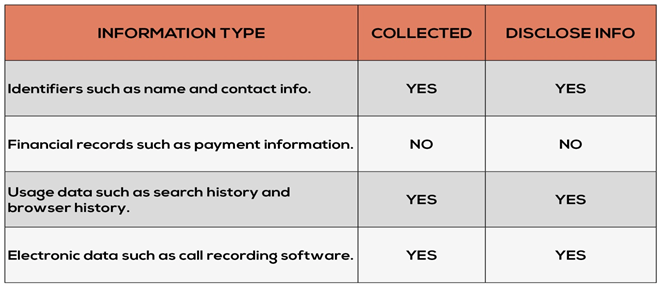 INFORMATION TYPE COLLECTED DISCLOSE INFO
Identifiers such as name and contact info. YES YES
Financial records such as payment information. NO NO
Usage data such as search history and
browser history. YES YES
Electronic data such as call recording software. YES YES